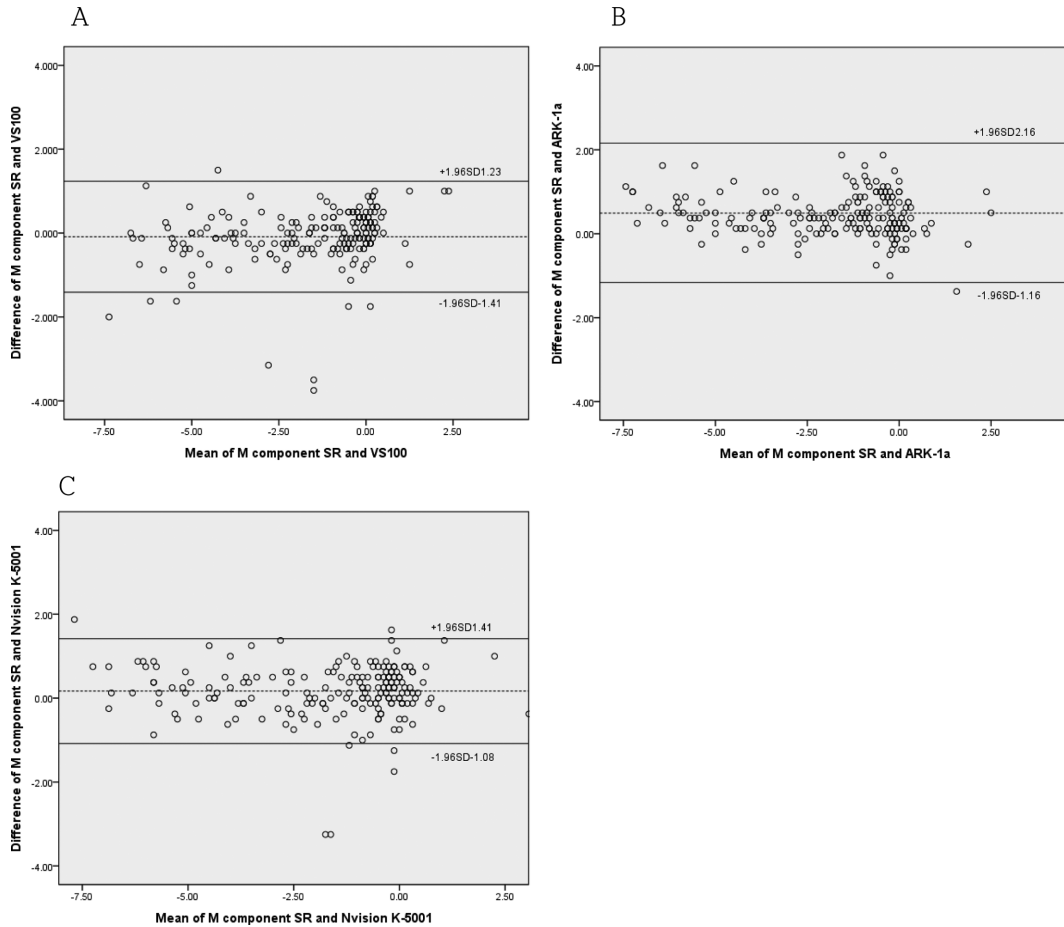 A
Difference of M component SR and VS100
4.000
2.000
0.000
-2.000
-4.000
+1.96SD1.23
-1.96SD-1.41
-7.50
-5.00
-2.50
0.00
2.50
Mean of M component SR and VS100
B
Difference of M component SR and ARK-1a
4.00
2.00
0.00
-2.00
-4.00
+1.96SD2.16
-1.96SD-1.16
-7.50
-5.00
-2.50
0.00
2.50
Mean of M component SR and ARK-1a
C
Difference of M component SR and Nvision K-5001
4.00
2.00
0.00
-2.00
-4.00
+1.96SD1.41
-1.96SD-1.08
-7.50
-5.00
-2.50
0.00
2.50
Mean of M component SR and Nvision K-5001